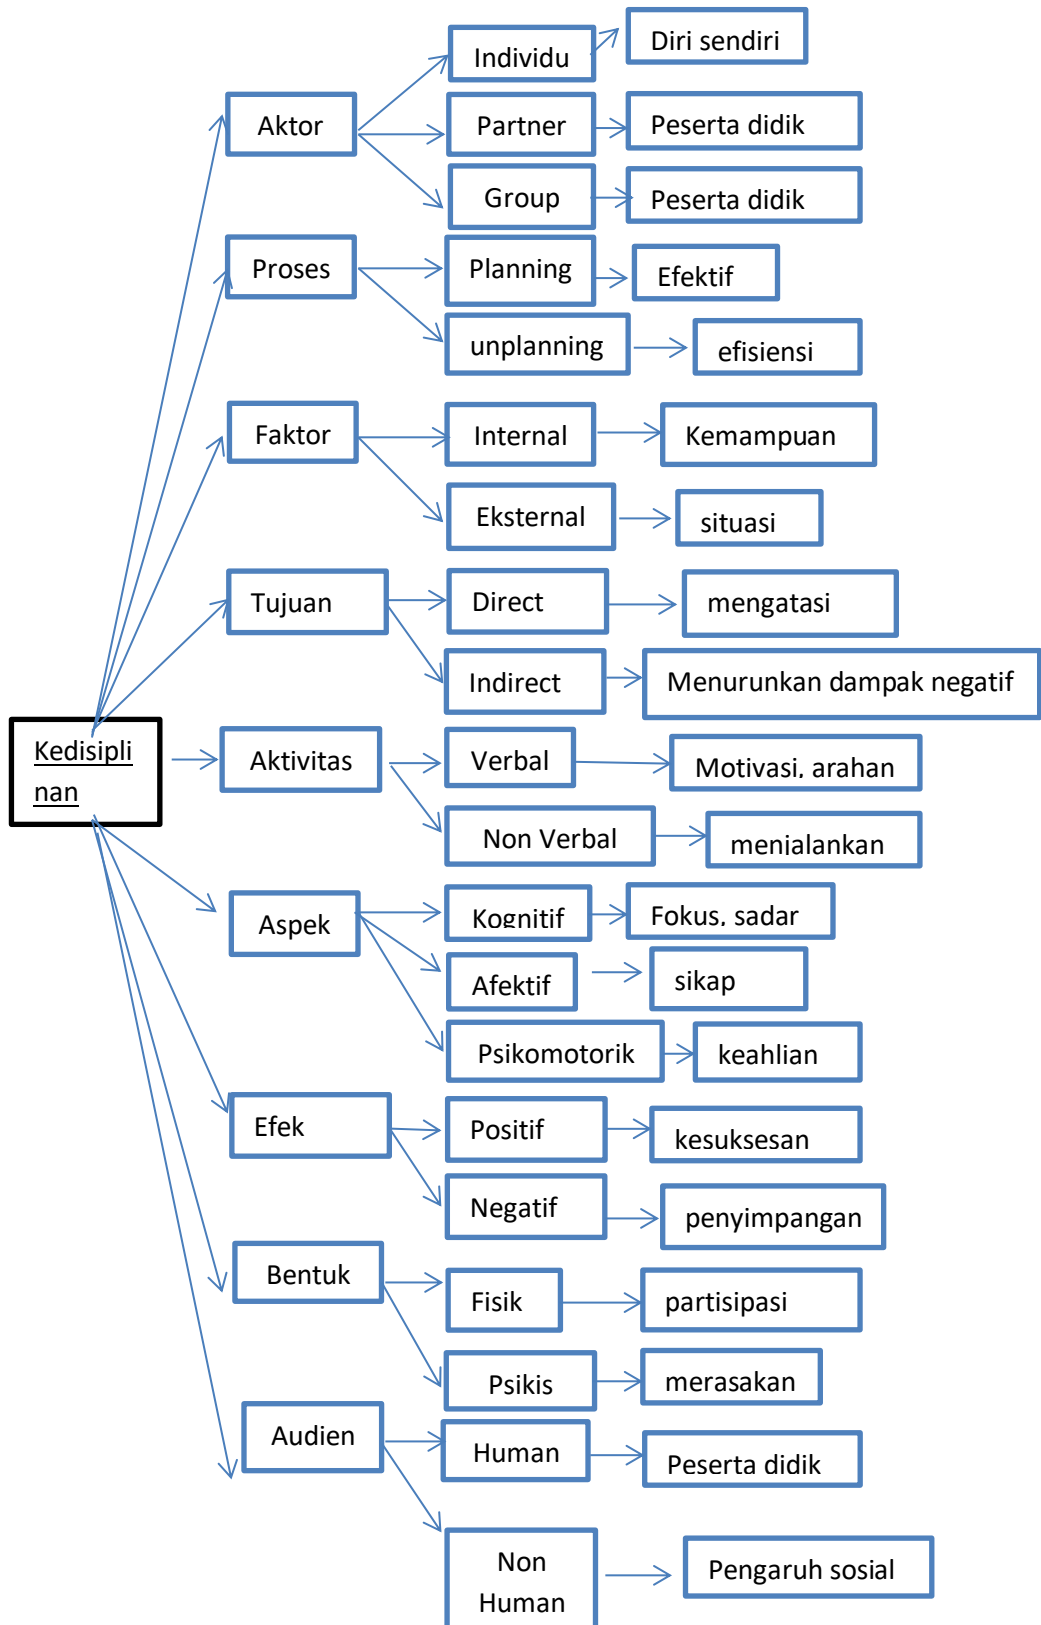 Individu
Diri sendiri
Aktor
Partner
Peserta didik
Group
Peserta didik
Proses
Planning
Efektif
unplanning
efisiensi
Faktor
Internal
Kemampuan
Eksternal
situasi
Tujuan
Direct
mengatasi
Indirect
Menurunkan dampak negatif
Kedisipli
nan
Aktivitas
Verbal
Motivasi, arahan
Non Verbal
menjalankan
Aspek
Kognitif
Fokus, sadar
Afektif
sikap
Psikomotorik
keahlian
Efek
Positif
kesuksesan
Negatif
penyimpangan
Bentuk
Fisik
partisipasi
Psikis
merasakan
Audien
Human
Peserta didik
Non
Human
Pengaruh sosial